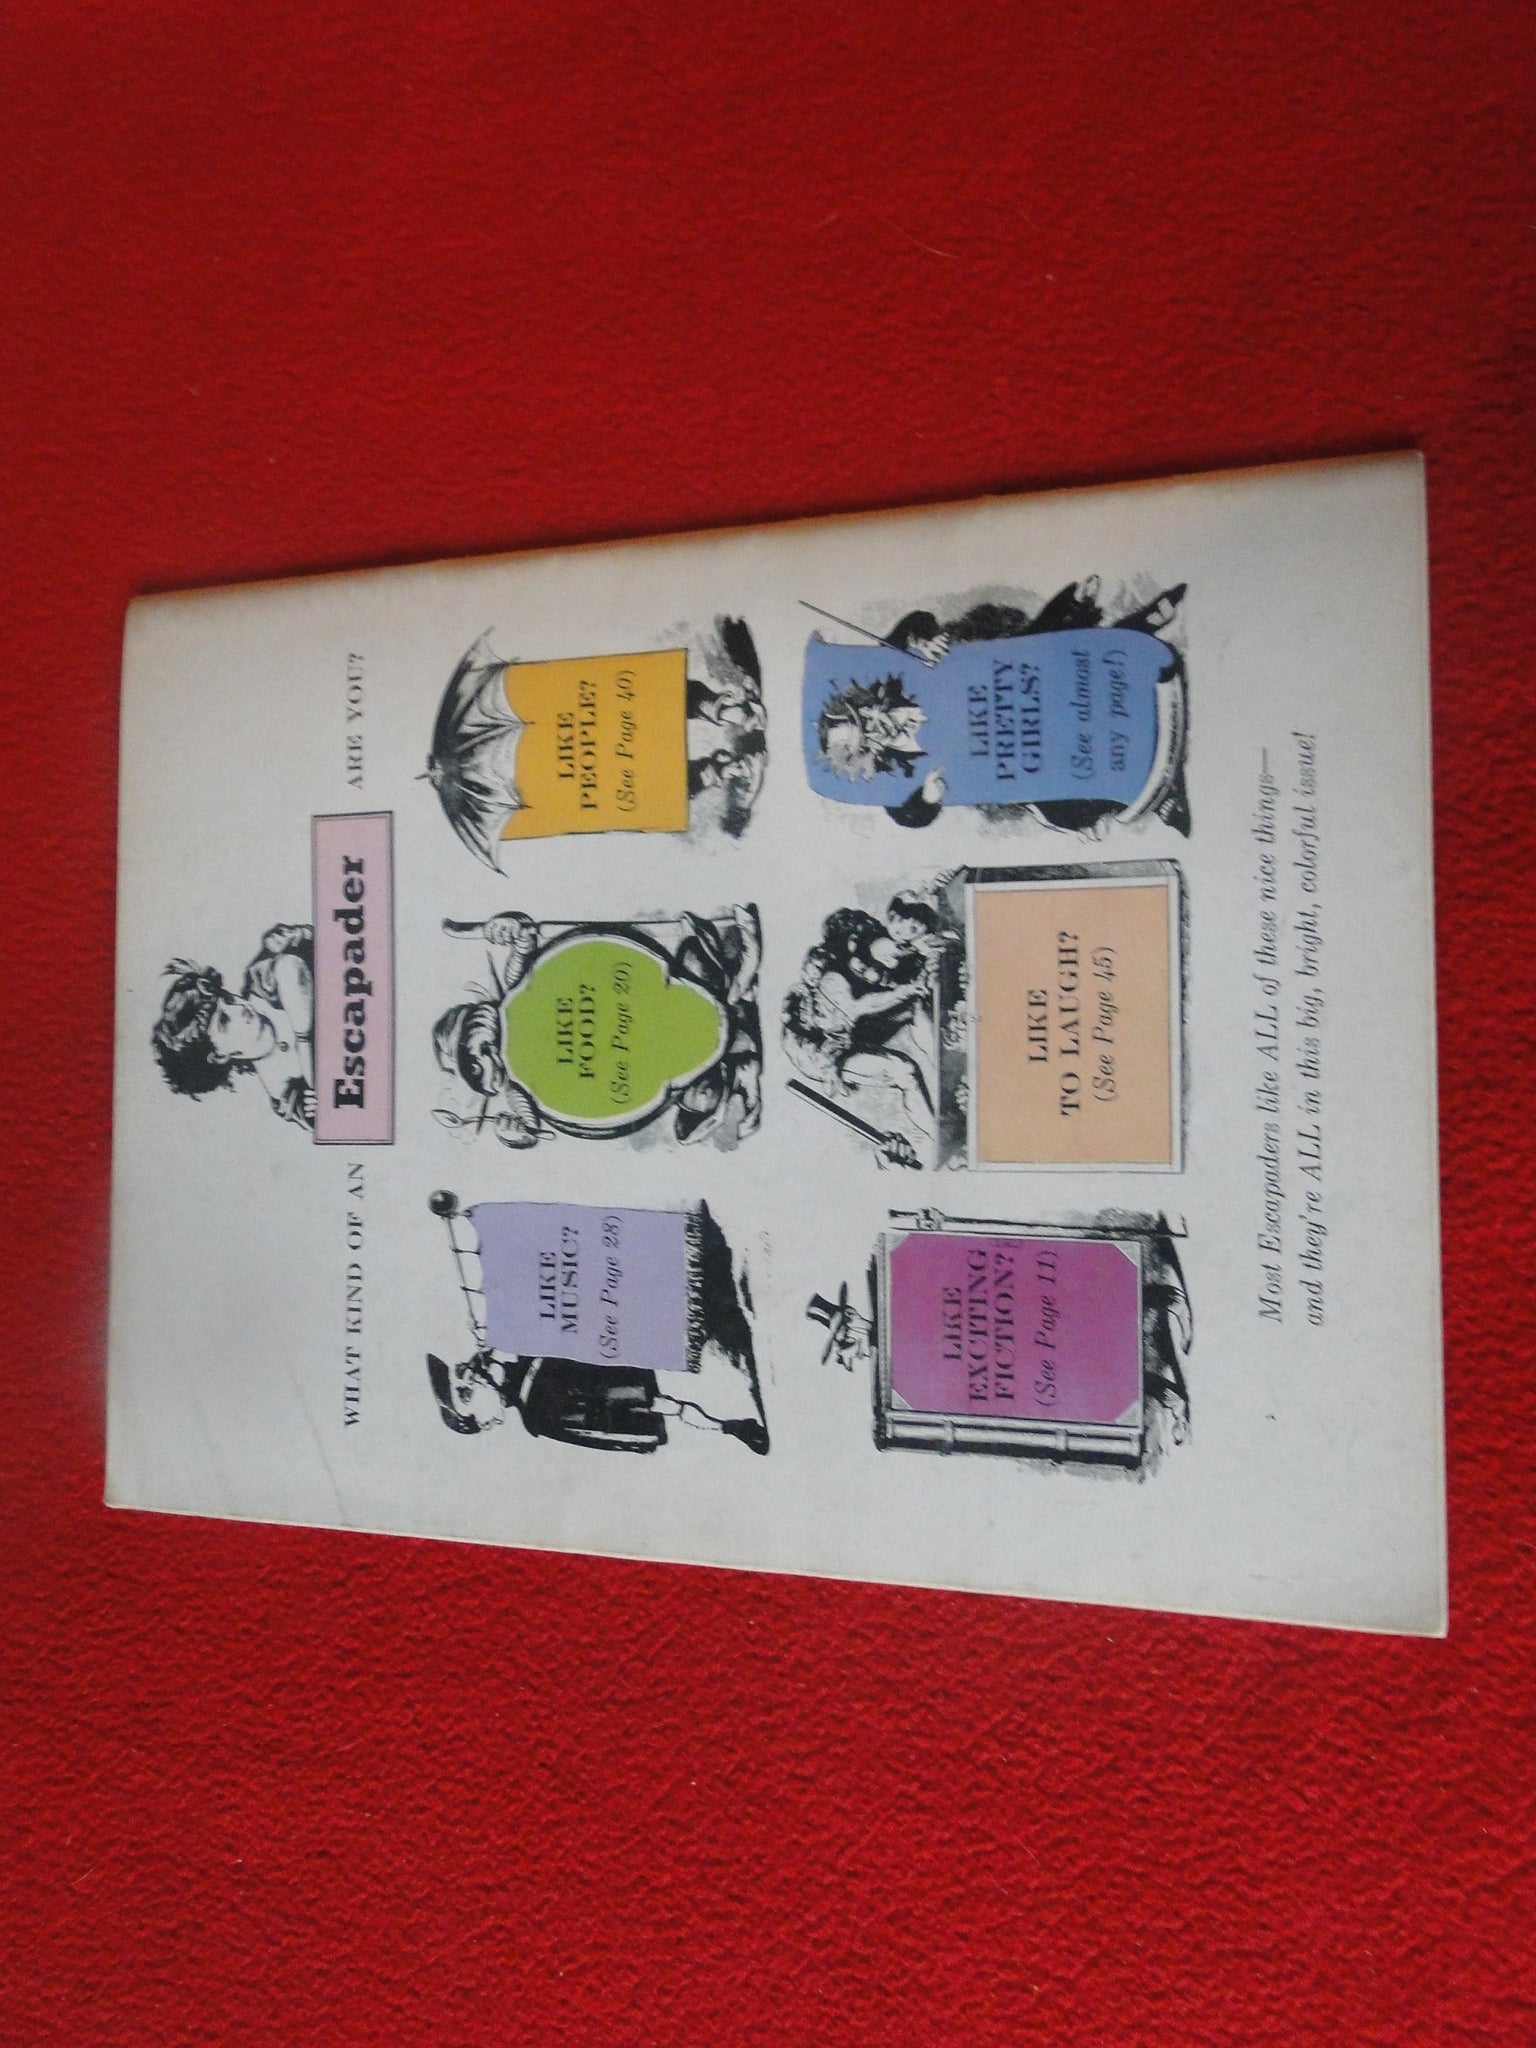 WHAT KIND OF AN Escapader ARE YOU?
LIKE
MUSIC?
(See Page 28)
LIKE
FOOD?
(See Page 20)
LIKE
PEOPLE?
(See Page 40)
LIKE
EXCITING
FICTION?
(See Page 11)
LIKE
TO LAUGH?
(See Page 45)
LIKE
PRETTY
GIRLS?
(See almost
any page!)
Most Escapaders like ALL of these nice things—
and they're ALL in this big, bright, colorful issue!